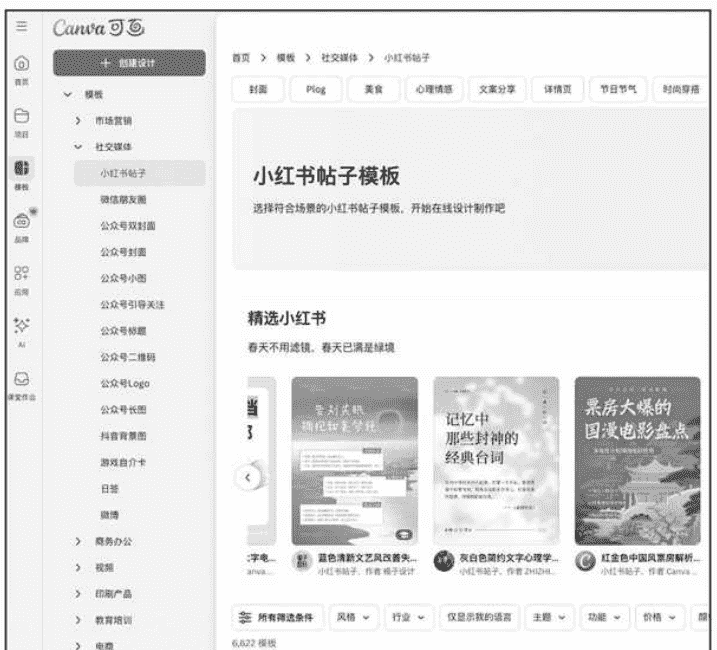 Canva可画
首页
项目
模板
品牌
应用
AI
课堂作业
+ 创建设计
模板
市场营销
社交媒体
小红书帖子
微信朋友圈
公众号双封面
公众号封面
公众号小图
公众号引导关注
公众号标题
公众号二维码
公众号Logo
公众号长图
抖音背景图
游戏自介卡
日签
微博
商务办公
视频
印刷产品
教育培训
电商
首页 > 模板 > 社交媒体 > 小红书帖子
封面 Plog 美食 心理情感 文案分享 详情页 节日节气 时尚穿搭
小红书帖子模板
选择符合场景的小红书帖子模板，开始在线设计制作吧
精选小红书
春天不用滤镜，春天已满是绿境
告别失眠
记忆中
那些封神的
经典台词
票房大爆的
国漫电影盘点
字电...
anva...
蓝色清新文艺风改善失...
小红书帖子，作者 橘子设计
灰白色简约文字心理学...
小红书帖子，作者 ZHIZHI...
红金色中国风票房解析...
小红书帖子，作者 Canva...
所有筛选条件 风格 行业 仅显示我的语言 主题 功能 价格
6,622 模板